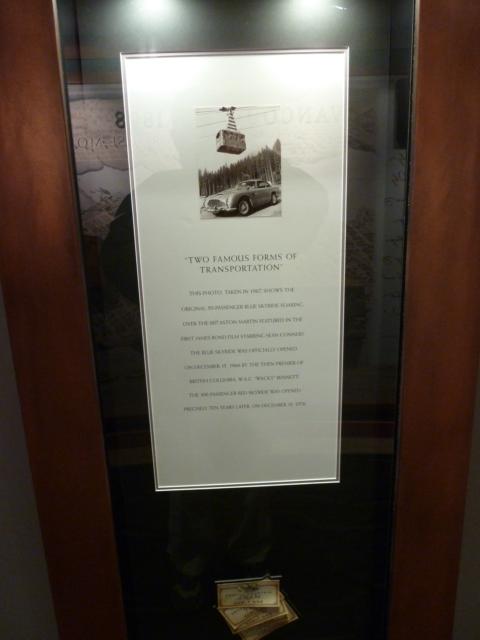 "TWO FAMOUS FORMS OF
TRANSPORTATION"
THIS PHOTO, TAKEN IN 1967, SHOWS THE
ORIGINAL 50-PASSENGER BLUE SKYRIDE SOARING
OVER THE 007 ASTON MARTIN FEATURED IN THE
FIRST JAMES BOND FILM STARRING SEAN CONNERY.
THE BLUE SKYRIDE WAS OFFICIALLY OPENED
ON DECEMBER 15, 1966 BY THE THEN PREMIER OF
BRITISH COLUMBIA, W.A.C. "WACKY" BENNETT.
THE 100-PASSENGER RED SKYRIDE WAS OPENED
PRECISELY TEN YEARS LATER, ON DECEMBER 15, 1976.